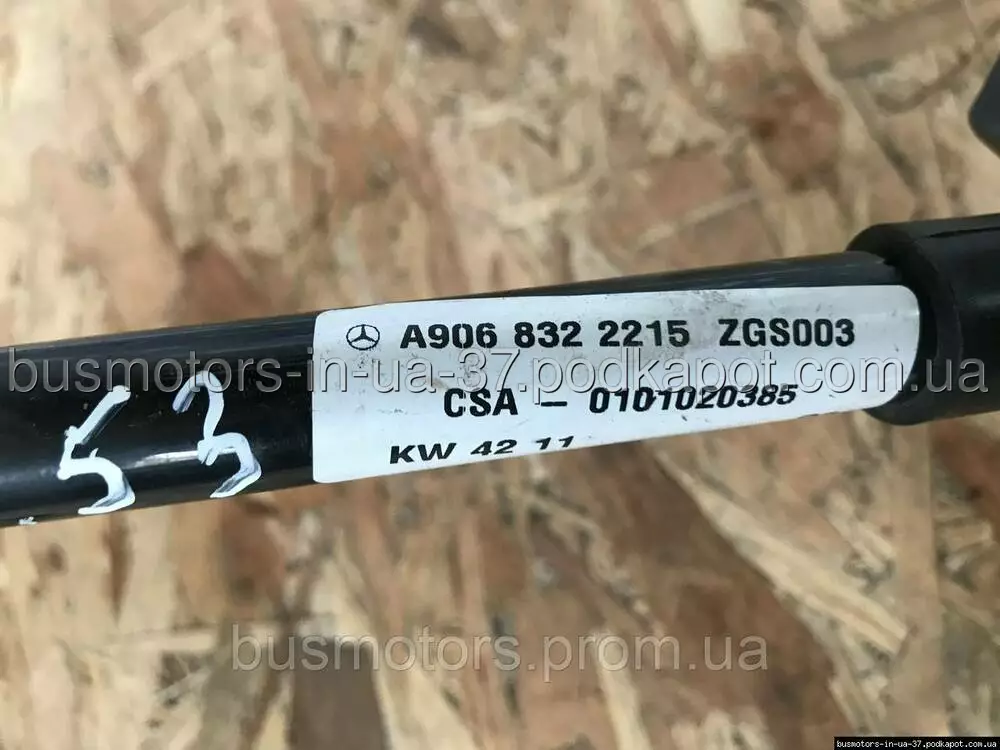 A906 832 2215 ZGS003
busmotors-in-ua-37.podkapot.com.ua
CSA - 0101020385
KW 42 11
53
busmotors.prom.ua
busmotors-in-ua-37.podkapot.com.ua